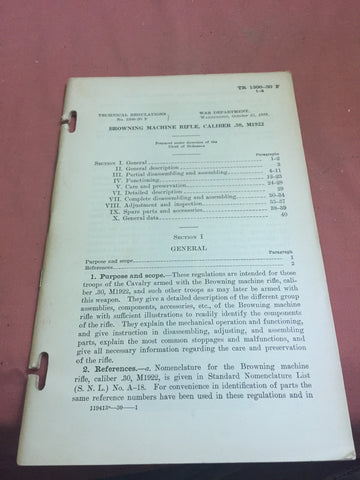 TR 1300-30 F
1-2
TECHNICAL REGULATIONS
No. 1300-30 F
WAR DEPARTMENT,
WASHINGTON, October 25,
BROWNING MACHINE RIFLE, CALIBER .30, M1922
Prepared under direction of the
Chief of Ordnance
Paragraphs
SECTION I. General 1-2
II. General description 3
III. Partial disassembling and assembling 4-11
IV. Functioning 12-23
V. Care and preservation 24-28
VI. Detailed description 29
VII. Complete disassembling and assembling 30-34
VIII. Adjustment and inspection 35-37
IX. Spare parts and accessories 38-39
X. General data 40
SECTION I
GENERAL
Paragraph
Purpose and scope 1
References 2
1. Purpose and scope.—These regulations are intended for those
troops of the Cavalry armed with the Browning machine rifle, cali-
ber .30, M1922, and such other troops as may later be armed with
this weapon. They give a detailed description of the different group
assemblies, components, accessories, etc., of the Browning machine
rifle with sufficient illustrations to readily identify the components
of the rifle. They explain the mechanical operation and functioning,
and give instruction in disassembling, adjusting, and assembling
parts, explain the most common stoppages and malfunctions, and
give all necessary information regarding the care and preservation
of the rifle.
2. References.—a. Nomenclature for the Browning machine
rifle, caliber .30, M1922, is given in Standard Nomenclature List
(S. N. L.) No. A-18. For convenience in identification of parts the
same reference numbers have been used in these regulations and in
119413°—30——1